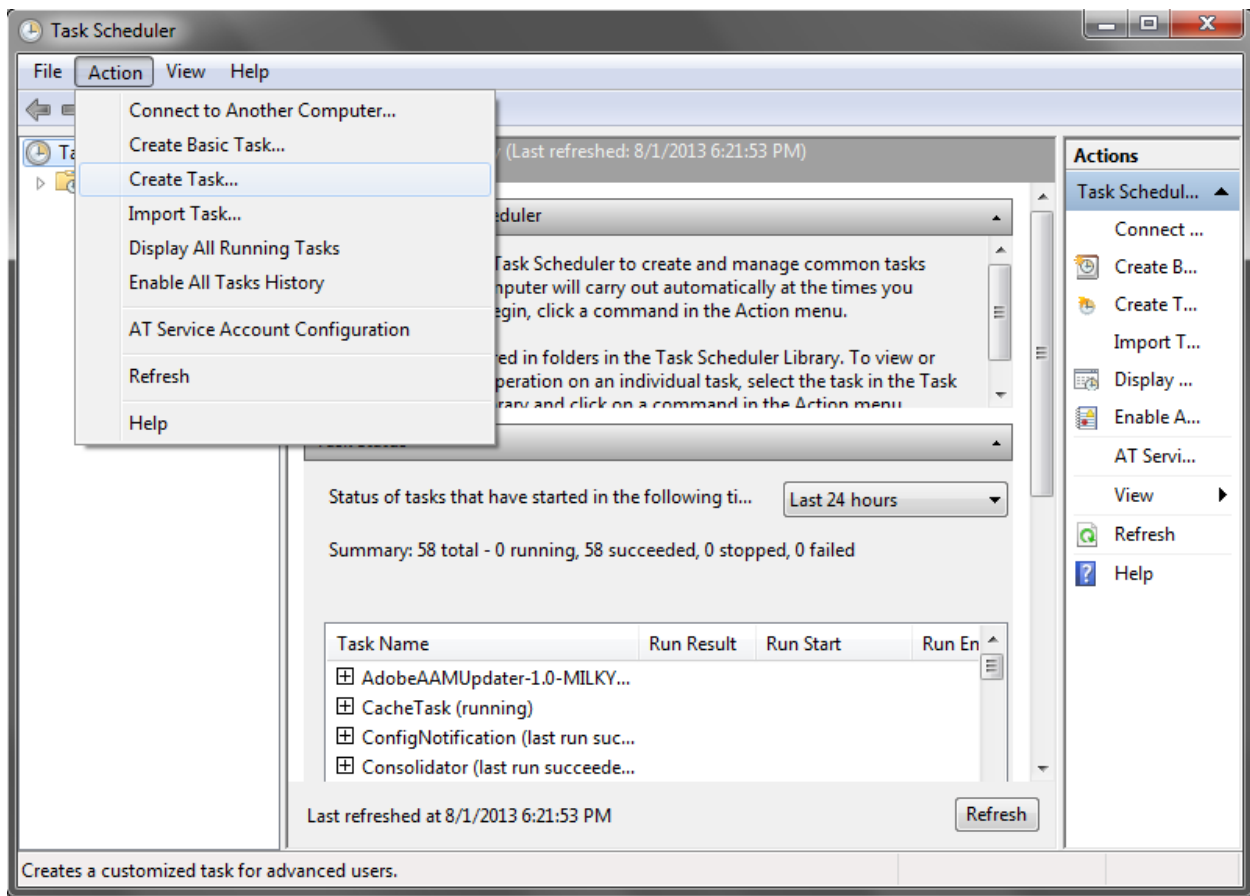 Task Scheduler
File Action View Help
Connect to Another Computer...
Create Basic Task...
Create Task...
Import Task...
Display All Running Tasks
Enable All Tasks History
AT Service Account Configuration
Refresh
Help
(Last refreshed: 8/1/2013 6:21:53 PM)
Task Scheduler to create and manage common tasks
out automatically at the times you
click a command in the Action menu.
in folders in the Task Scheduler Library. To view or
on an individual task, select the task in the Task
and click on a command in the Action menu
Status of tasks that have started in the following ti...
Last 24 hours
Summary: 58 total - 0 running, 58 succeeded, 0 stopped, 0 failed
Task Name Run Result Run Start Run En
AdobeAAMUpdater-1.0-MILKY...
CacheTask (running)
ConfigNotification (last run suc...
Consolidator (last run succeede...
Last refreshed at 8/1/2013 6:21:53 PM
Refresh
Actions
Task Schedul...
Connect ...
Create B...
Create T...
Import T...
Display ...
Enable A...
AT Servi...
View
Refresh
Help
Creates a customized task for advanced users.